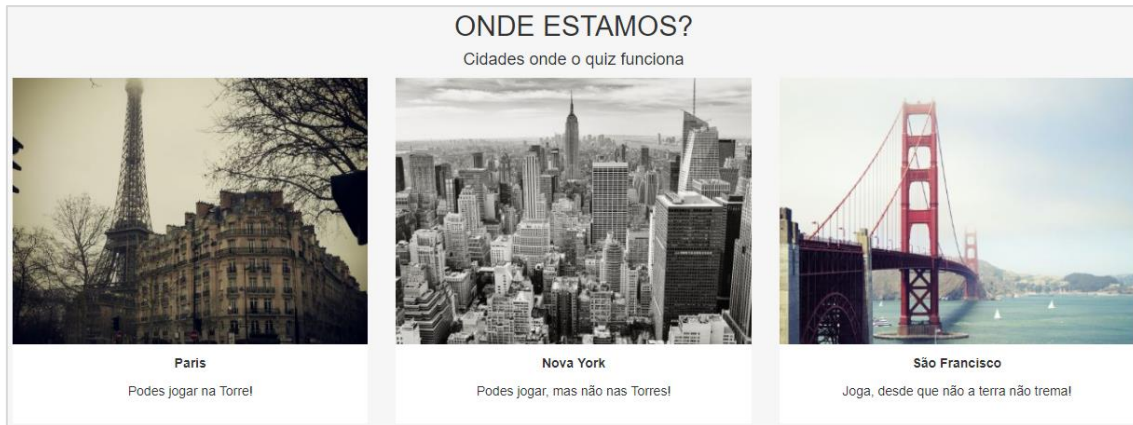 ONDE ESTAMOS?
Cidades onde o quiz funciona
Paris
Podes jogar na Torre!
Nova York
Podes jogar, mas não nas Torres!
São Francisco
Joga, desde que não a terra não trema!